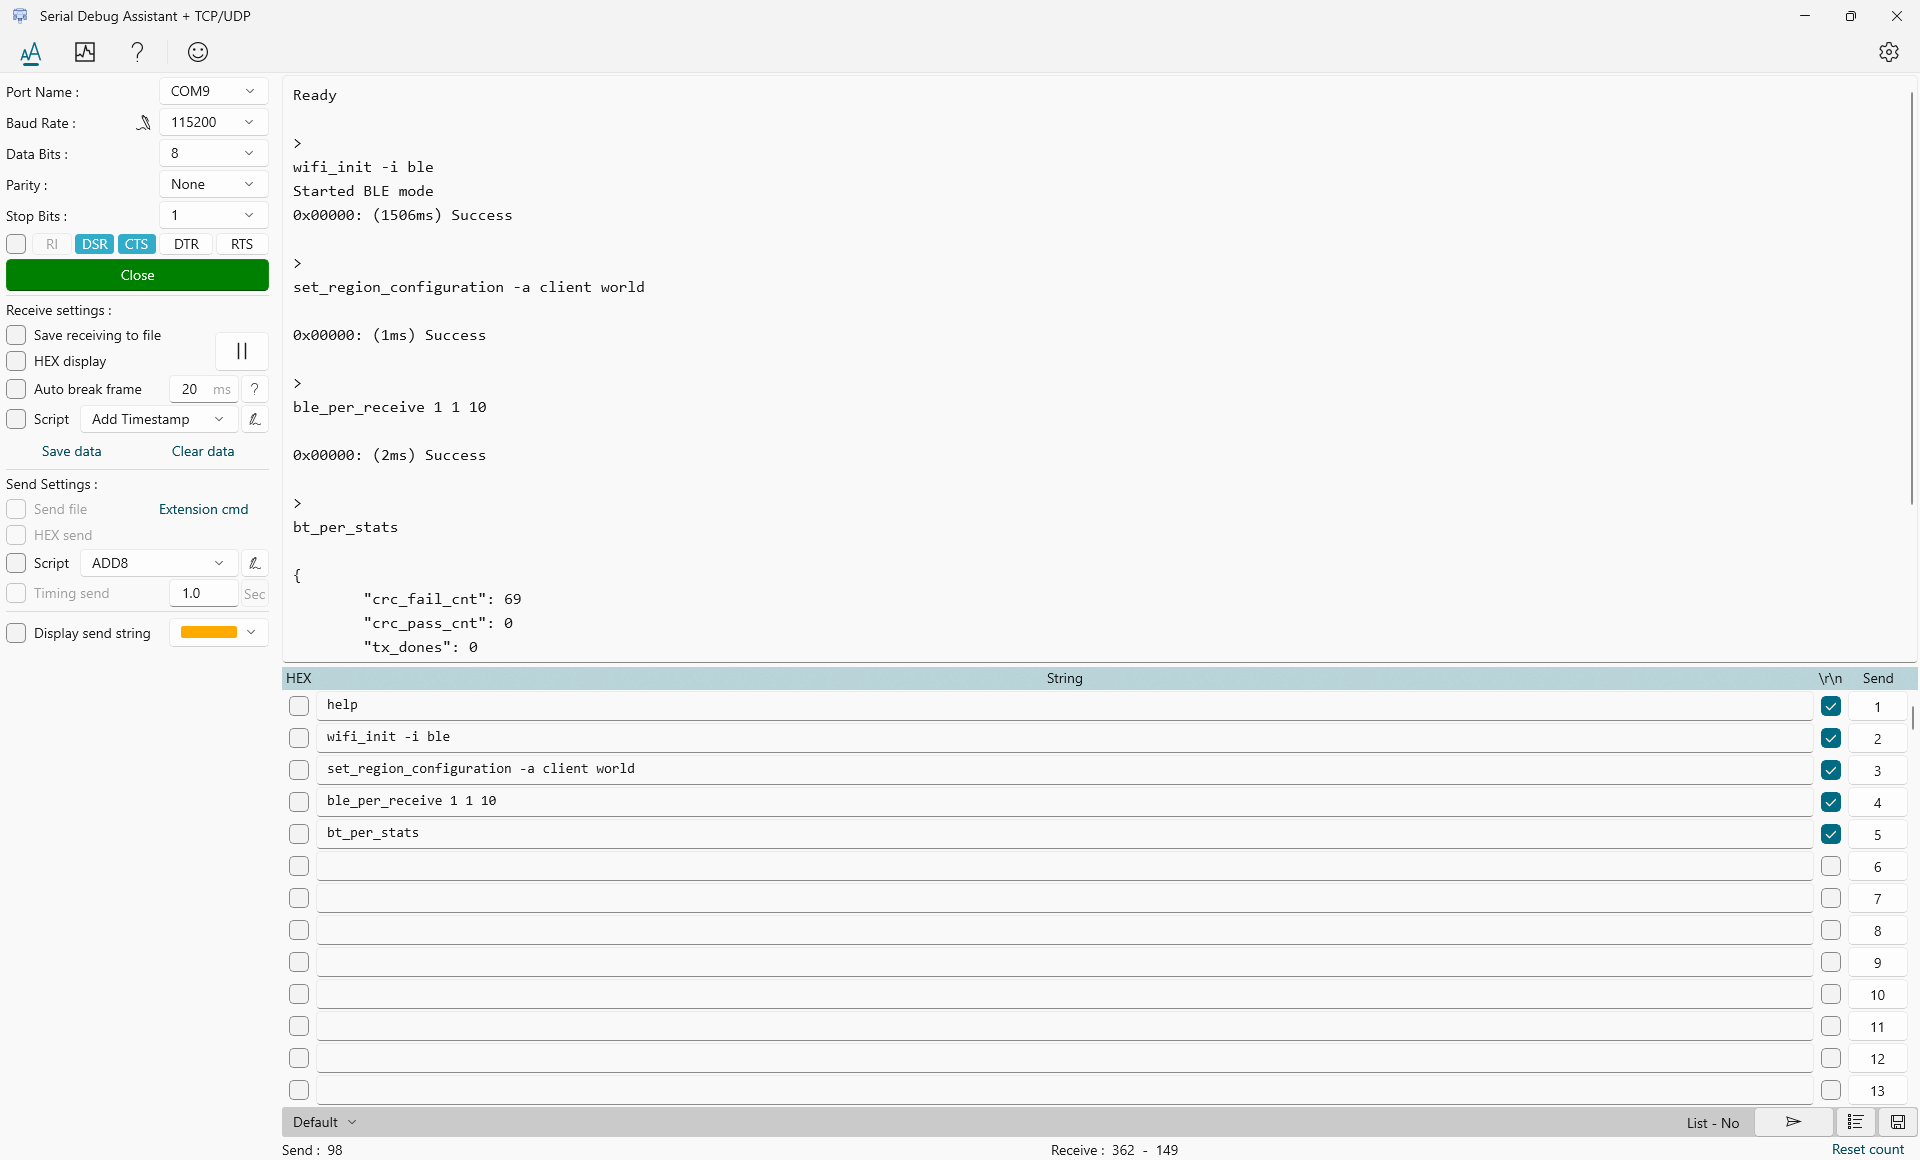 Serial Debug Assistant + TCP/UDP
Port Name :
COM9
Baud Rate :
115200
Data Bits :
8
Parity :
None
Stop Bits :
1
RI
DSR
CTS
DTR
RTS
Close
Receive settings :
Save receiving to file
HEX display
Auto break frame
20
ms
?
Script
Add Timestamp
Save data
Clear data
Send Settings :
Send file
Extension cmd
HEX send
Script
ADD8
Timing send
1.0
Sec
Display send string
Ready
>
wifi_init -i ble
Started BLE mode
0x00000: (1506ms) Success
>
set_region_configuration -a client world
0x00000: (1ms) Success
>
ble_per_receive 1 1 10
0x00000: (2ms) Success
>
bt_per_stats
{
"crc_fail_cnt": 69
"crc_pass_cnt": 0
"tx_dones": 0
HEX String \r\n Send
help 1
wifi_init -i ble 2
set_region_configuration -a client world 3
ble_per_receive 1 1 10 4
bt_per_stats 5
6
7
8
9
10
11
12
13
Default
List - No
Send : 98
Receive : 362 - 149
Reset count